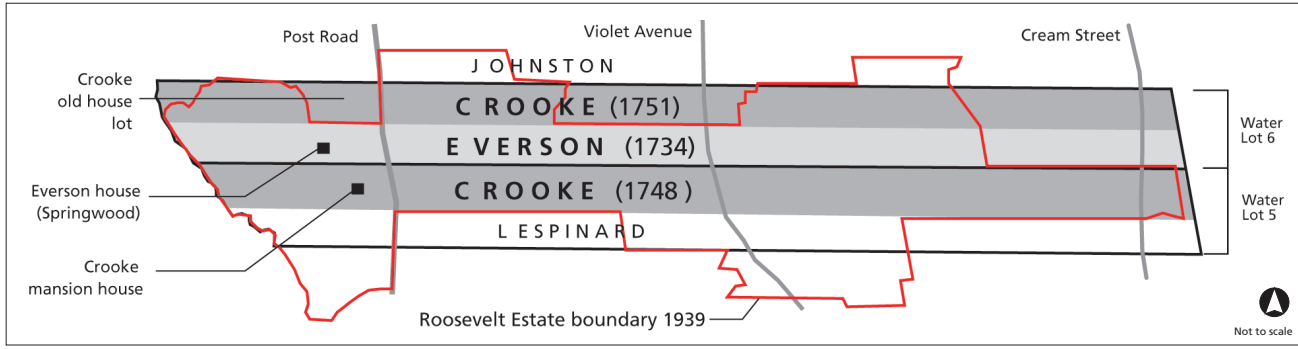 Post Road
Violet Avenue
Cream Street
JOHNSTON
Crooke
old house
lot
CROOKE (1751)
Water
Lot 6
EVERSON (1734)
Everson house
(Springwood)
CROOKE (1748 )
Water
Lot 5
LESPINARD
Crooke
mansion house
Roosevelt Estate boundary 1939
Not to scale